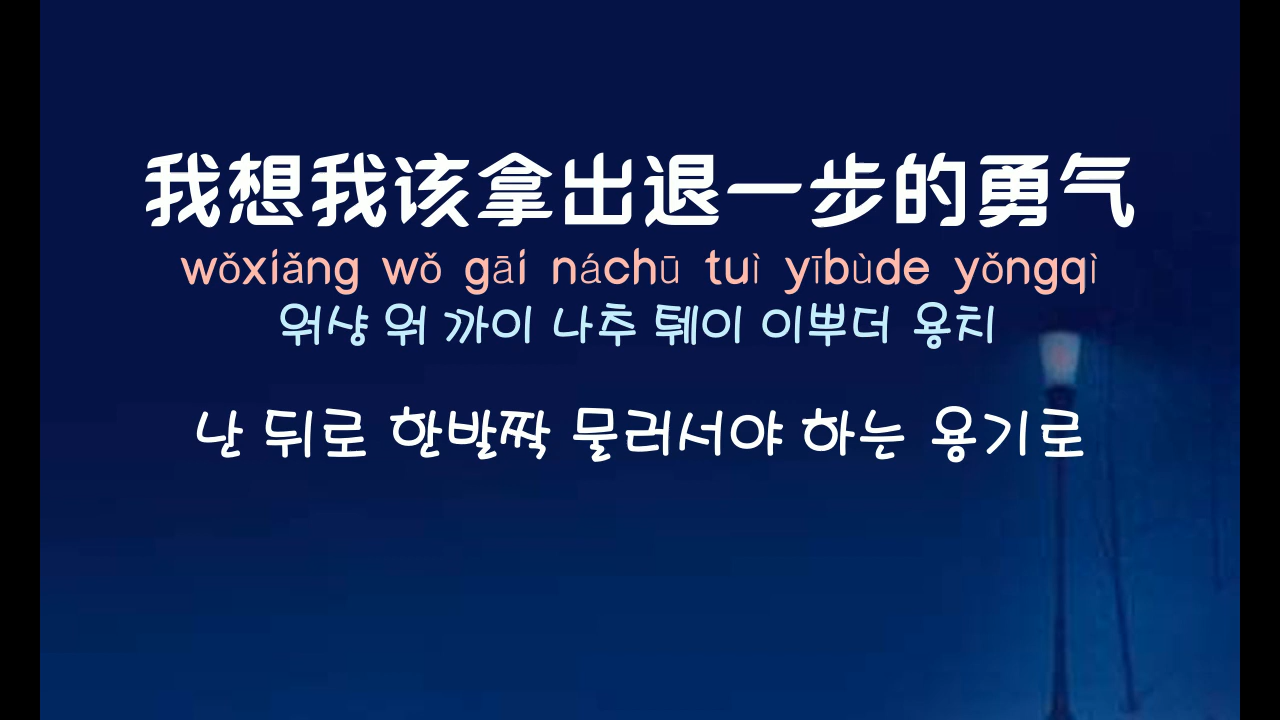 我想我该拿出退一步的勇气
wǒxiǎng wǒ gāi náchū tuì yībùde yǒngqì
워샹 워 까이 나추 퉤이 이뿌더 용치
난 뒤로 한발짝 물러서야 하는 용기로